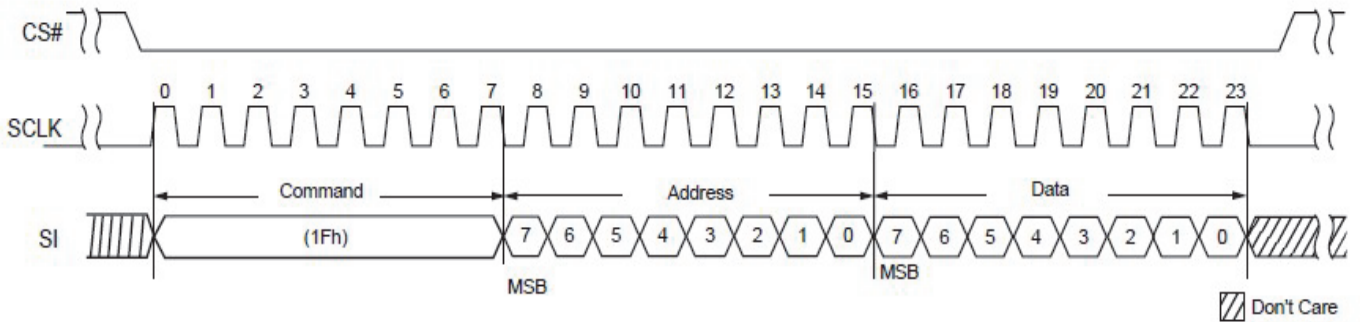 CS#
0 1 2 3 4 5 6 7 8 9 10 11 12 13 14 15 16 17 18 19 20 21 22 23
SCLK
Command Address Data
SI (1Fh) 7 6 5 4 3 2 1 0 7 6 5 4 3 2 1 0
MSB MSB
Don't Care